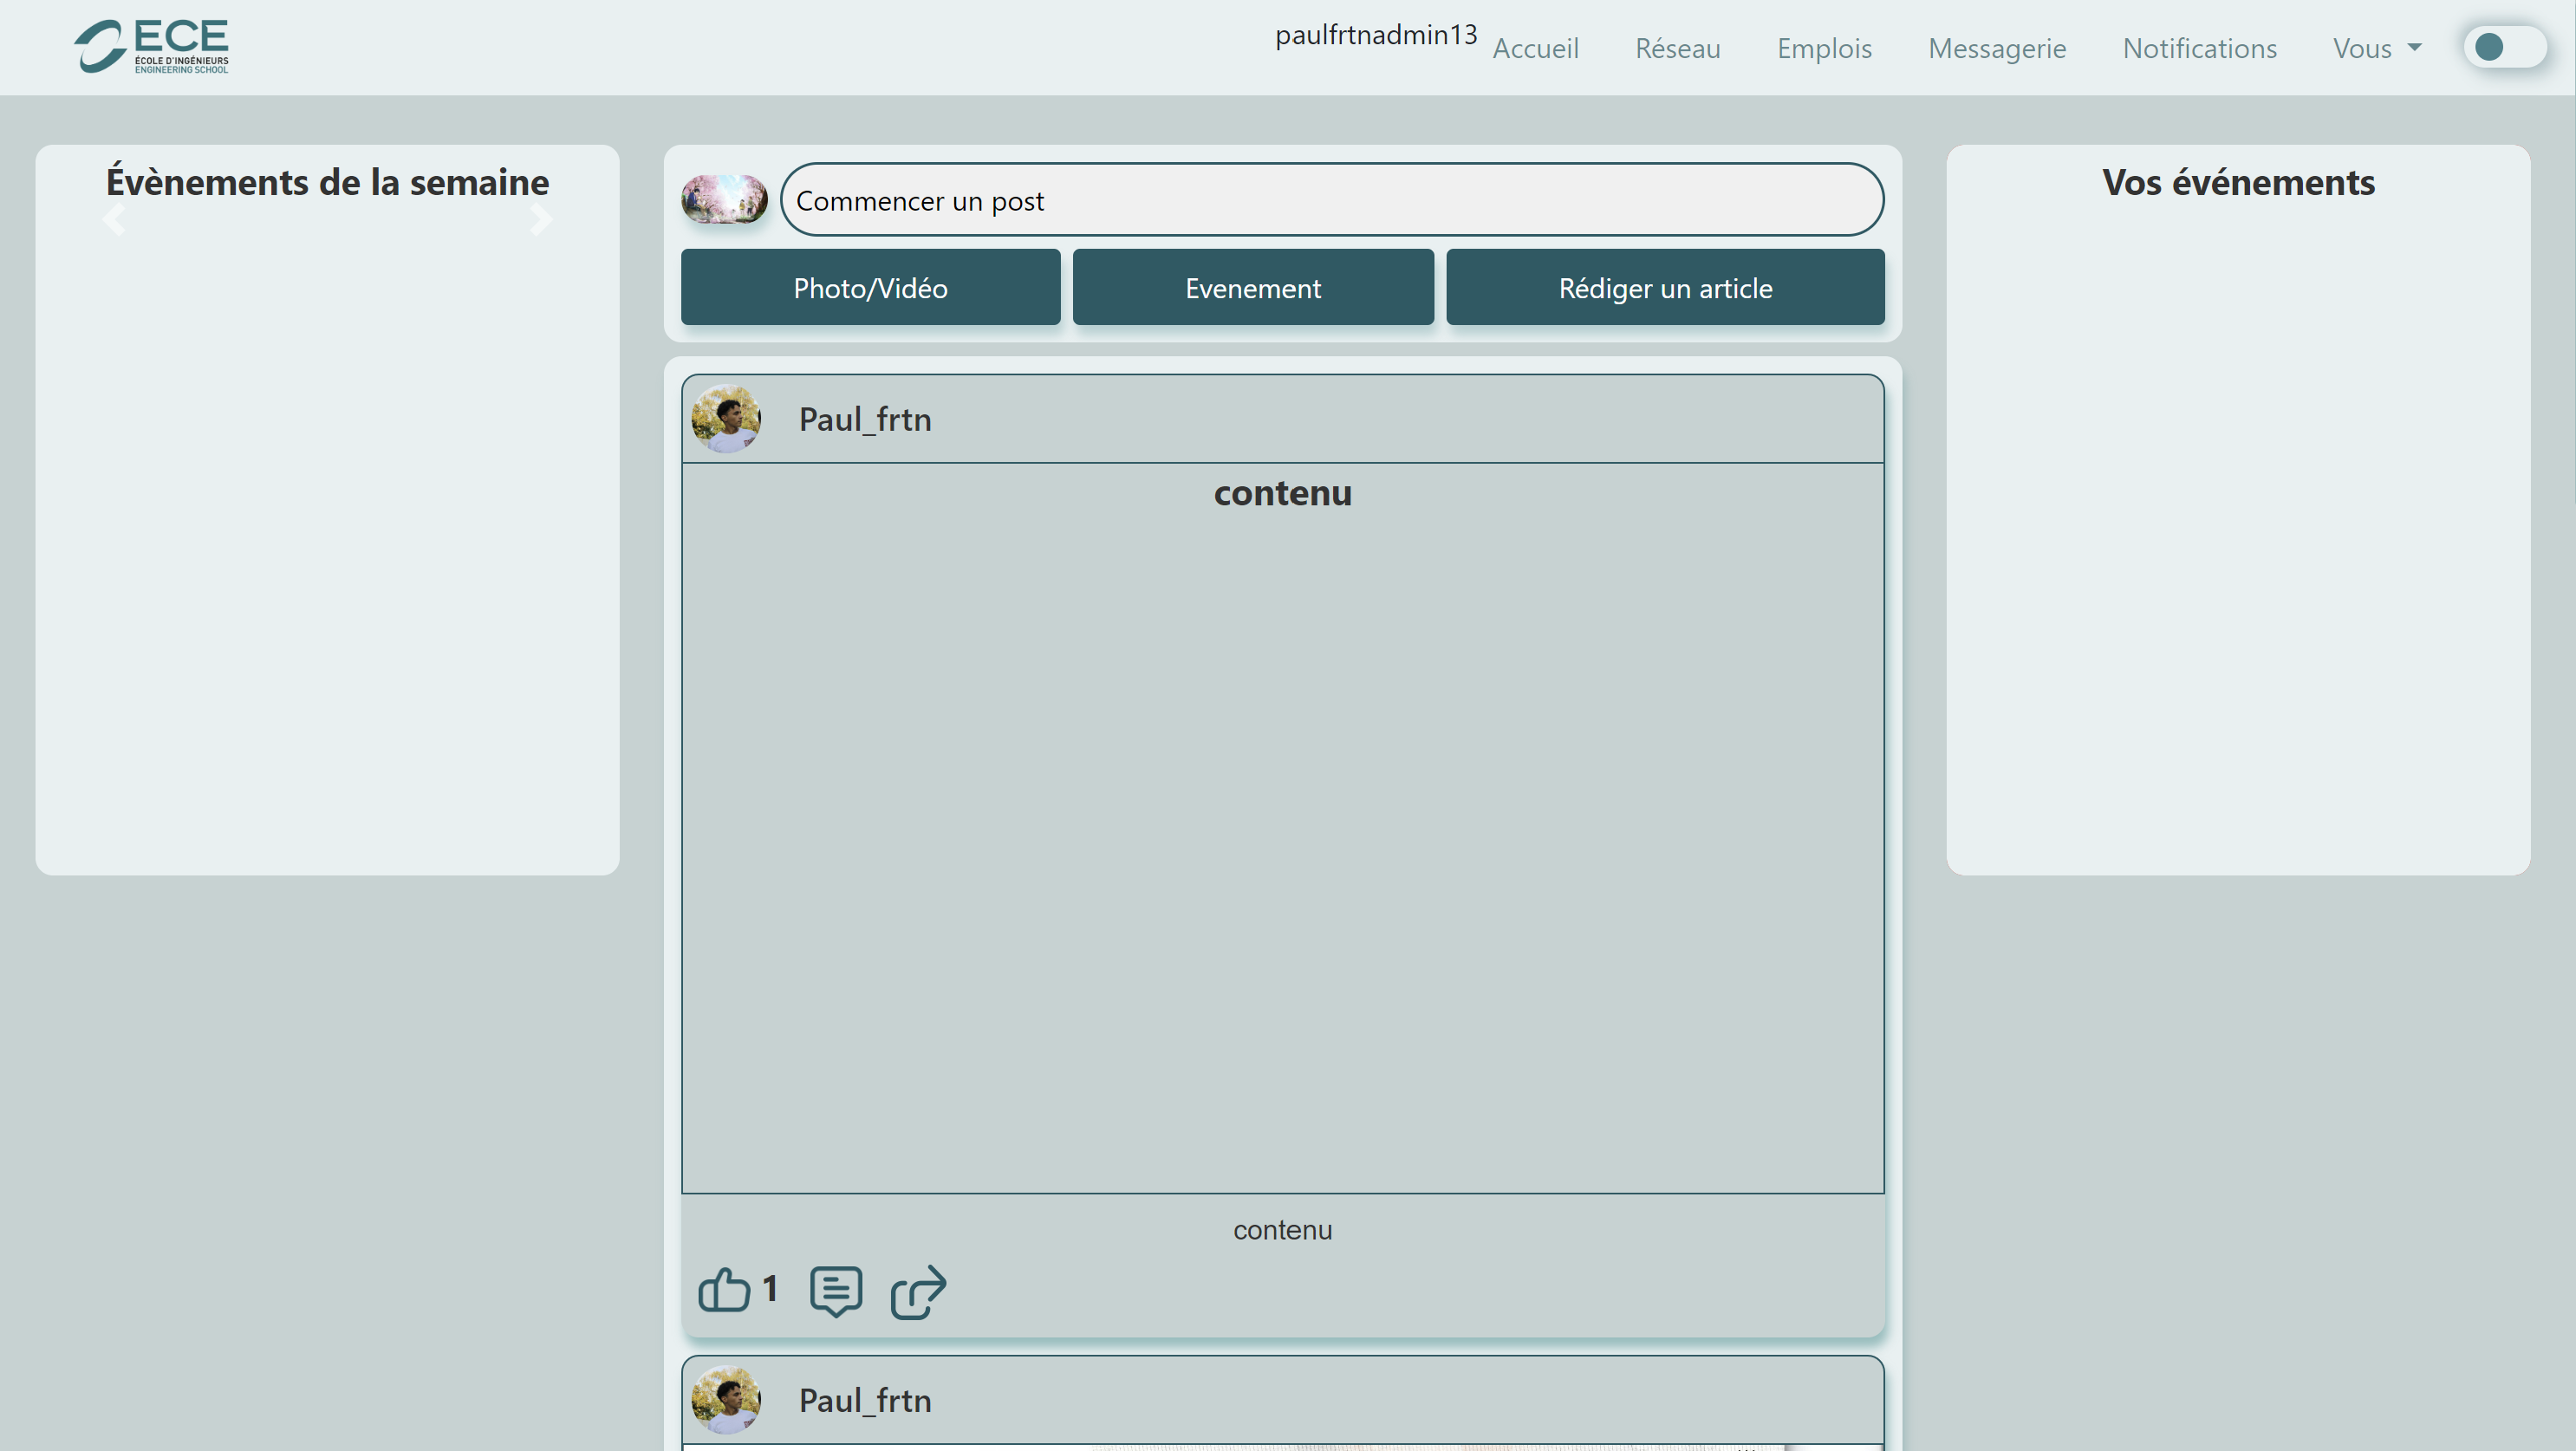 ECE
ÉCOLE D'INGÉNIEURS
ENGINEERING SCHOOL
paulfrtnadmin13
Accueil
Réseau
Emplois
Messagerie
Notifications
Vous
Évènements de la semaine
Commencer un post
Photo/Vidéo
Evenement
Rédiger un article
Paul_frtn
contenu
contenu
1
Paul_frtn
Vos événements